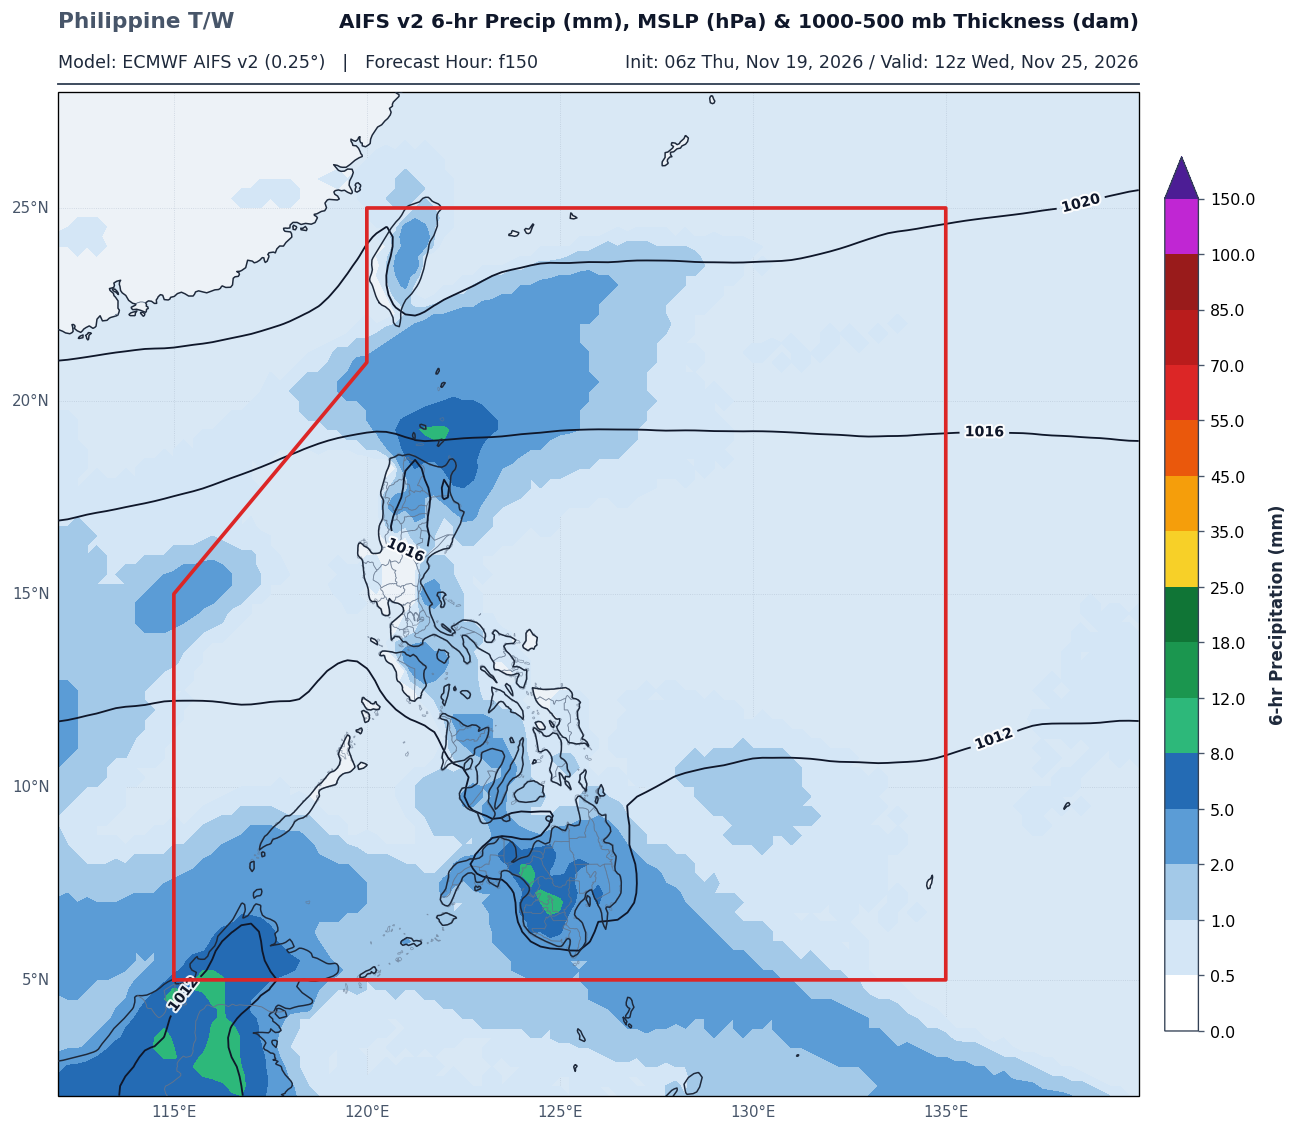 Philippine T/W
AIFS v2 6-hr Precip (mm), MSLP (hPa) & 1000-500 mb Thickness (dam)
Model: ECMWF AIFS v2 (0.25°) | Forecast Hour: f150
Init: 06z Thu, Nov 19, 2026 / Valid: 12z Wed, Nov 25, 2026
25°N
20°N
15°N
10°N
5°N
115°E
120°E
125°E
130°E
135°E
1020
1016
1016
1012
1012
150.0
100.0
85.0
70.0
55.0
45.0
35.0
25.0
18.0
12.0
8.0
5.0
2.0
1.0
0.5
0.0
6-hr Precipitation (mm)